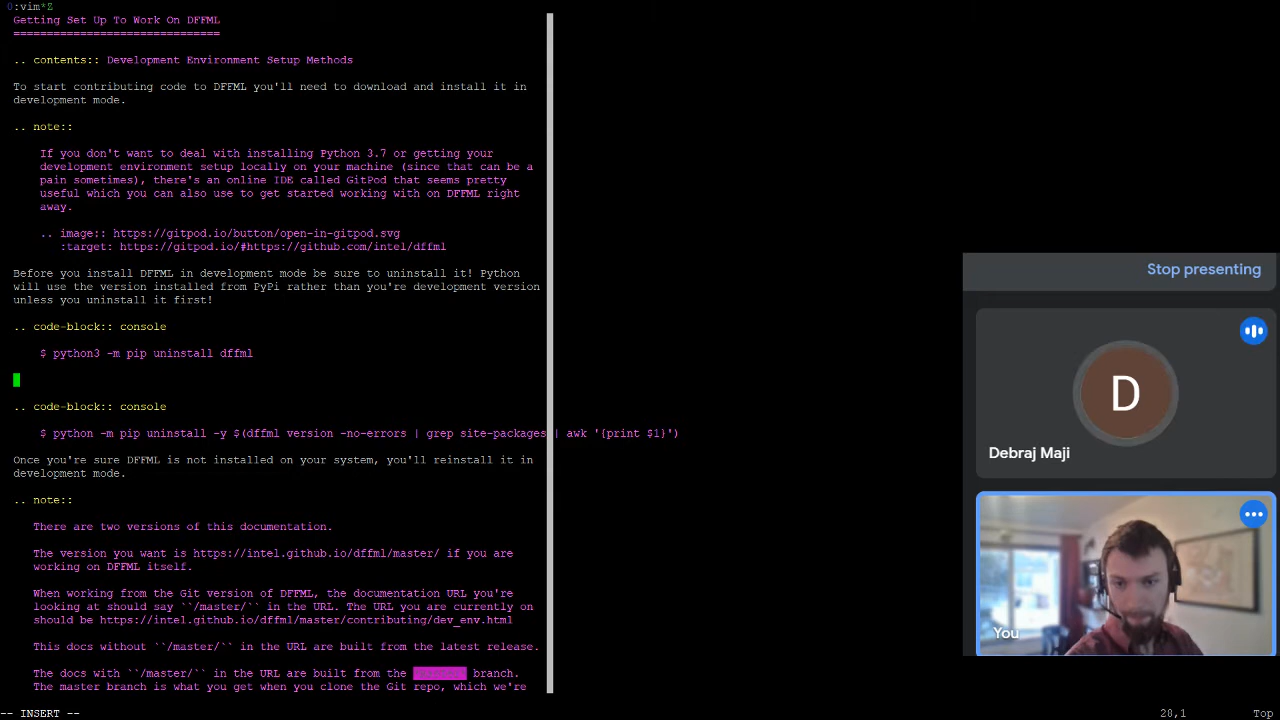 0:vim*Z
Getting Set Up To Work On DFFML
===============================
.. contents:: Development Environment Setup Methods
To start contributing code to DFFML you'll need to download and install it in
development mode.
.. note::
If you don't want to deal with installing Python 3.7 or getting your
development environment setup locally on your machine (since that can be a
pain sometimes), there's an online IDE called GitPod that seems pretty
useful which you can also use to get started working with on DFFML right
away.
.. image:: https://gitpod.io/button/open-in-gitpod.svg
:target: https://gitpod.io/#https://github.com/intel/dffml
Before you install DFFML in development mode be sure to uninstall it! Python
will use the version installed from PyPi rather than you're development version
unless you uninstall it first!
.. code-block:: console
$ python3 -m pip uninstall dffml
.. code-block:: console
$ python -m pip uninstall -y $(dffml version -no-errors | grep site-packages | awk '{print $1}')
Once you're sure DFFML is not installed on your system, you'll reinstall it in
development mode.
.. note::
There are two versions of this documentation.
The version you want is https://intel.github.io/dffml/master/ if you are
working on DFFML itself.
When working from the Git version of DFFML, the documentation URL you're
looking at should say ``/master/`` in the URL. The URL you are currently on
should be https://intel.github.io/dffml/master/contributing/dev_env.html
This docs without ``/master/`` in the URL are built from the latest release.
The docs with ``/master/`` in the URL are built from the branch.
The master branch is what you get when you clone the Git repo, which we're
-- INSERT --
28,1
Top
Stop presenting
D
Debraj Maji
You